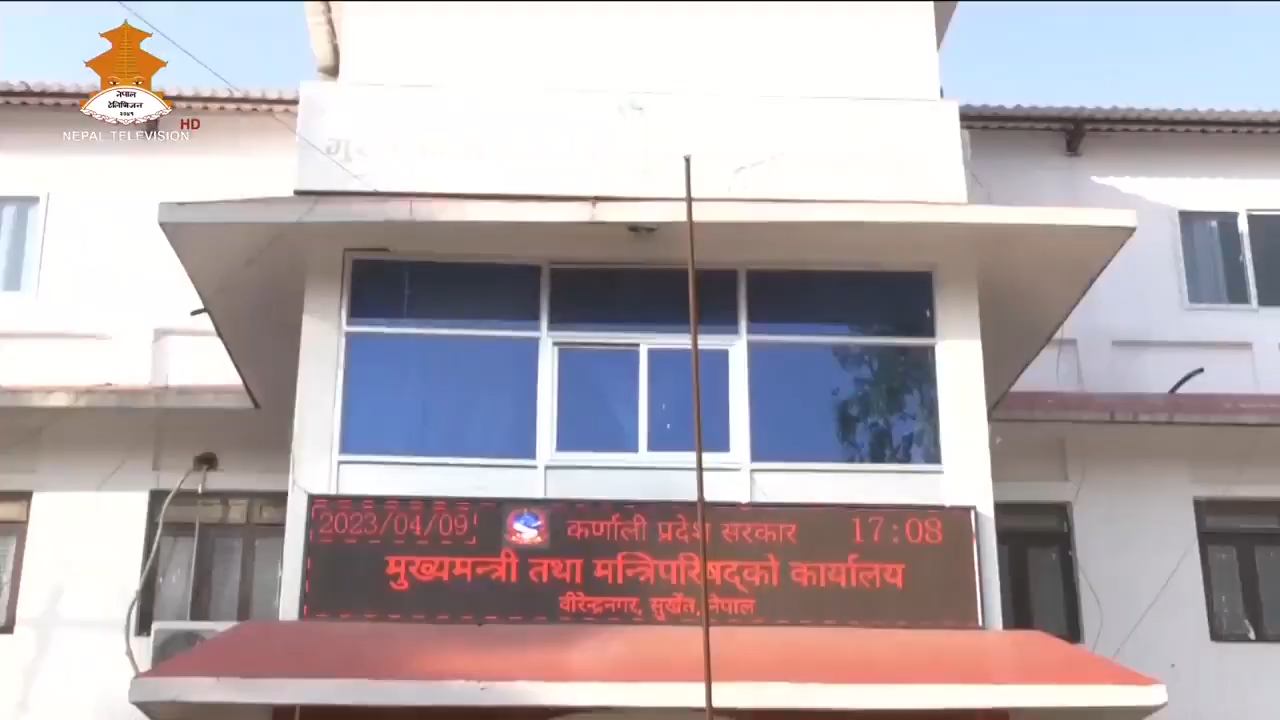 नेपाल
टेलिभिजन
२०४१
NEPAL TELEVISION HD
2023/04/09 कर्णाली प्रदेश सरकार 17:08
मुख्यमन्त्री तथा मन्त्रिपरिषद्को कार्यालय
वीरेन्द्रनगर, सुर्खेत, नेपाल